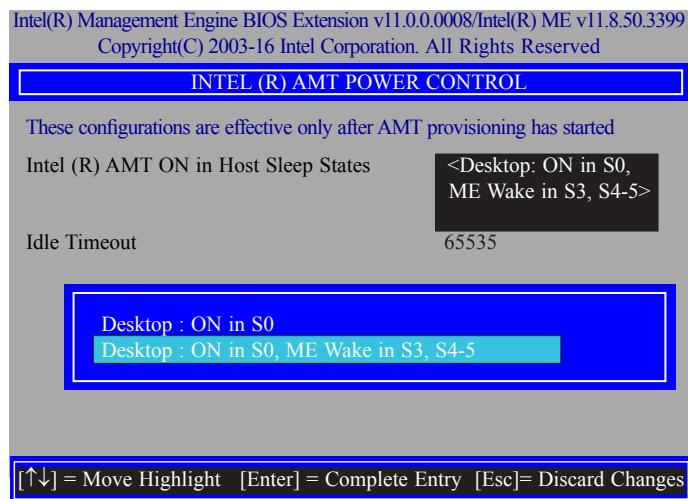 Intel(R) Management Engine BIOS Extension v11.0.0.0008/Intel(R) ME v11.8.50.3399
Copyright(C) 2003-16 Intel Corporation. All Rights Reserved
INTEL (R) AMT POWER CONTROL
These configurations are effective only after AMT provisioning has started
Intel (R) AMT ON in Host Sleep States <Desktop: ON in S0,
ME Wake in S3, S4-5>
Idle Timeout 65535
Desktop : ON in S0
Desktop : ON in S0, ME Wake in S3, S4-5
[↑↓] = Move Highlight [Enter] = Complete Entry [Esc]= Discard Changes